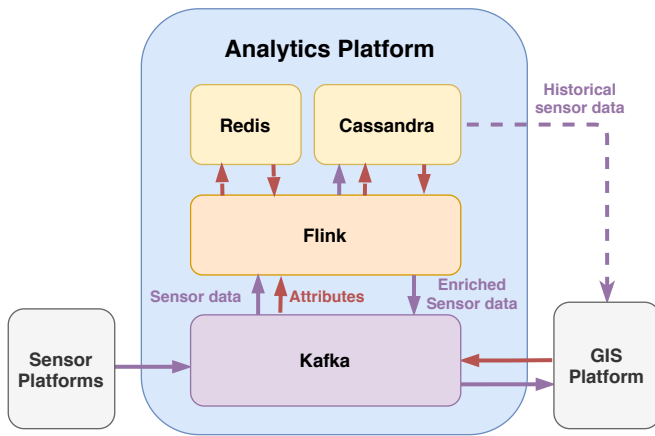 Analytics Platform
Historical
sensor data
Redis
Cassandra
Flink
Sensor data
Attributes
Enriched
Sensor data
Sensor
Platforms
Kafka
GIS
Platform